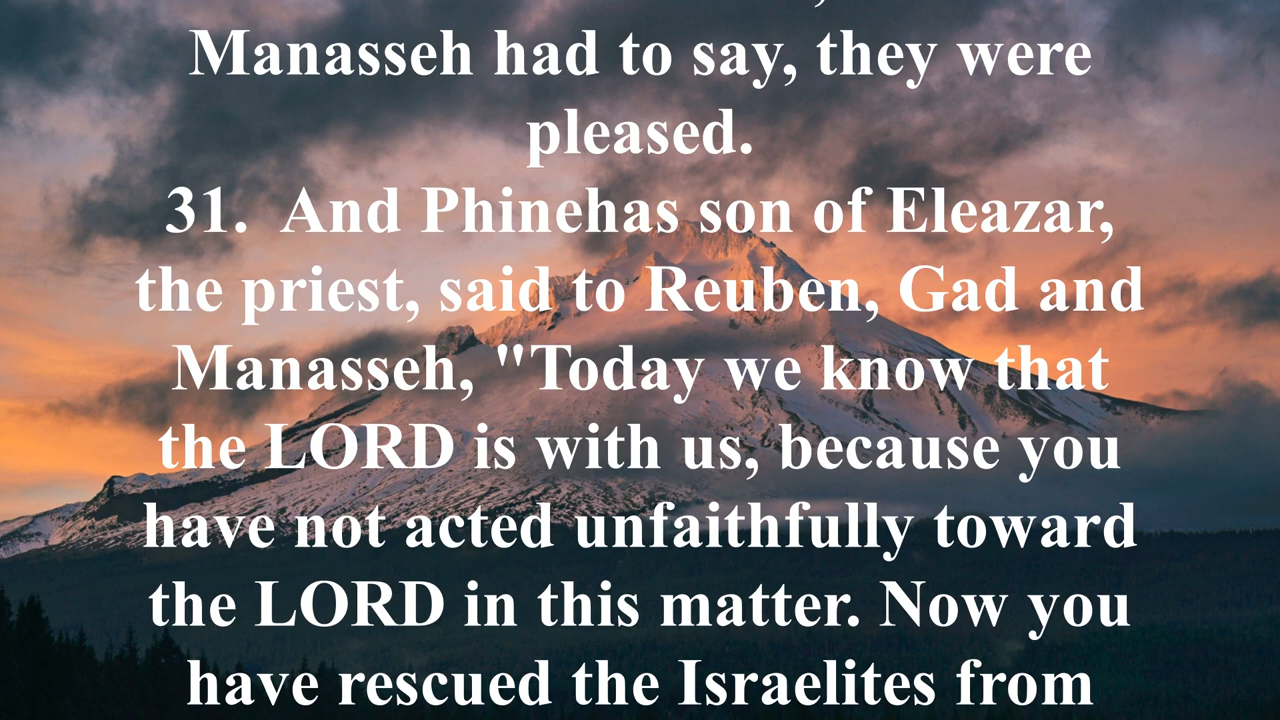 Manasseh had to say, they were
pleased.
31. And Phinehas son of Eleazar,
the priest, said to Reuben, Gad and
Manasseh, "Today we know that
the LORD is with us, because you
have not acted unfaithfully toward
the LORD in this matter. Now you
have rescued the Israelites from